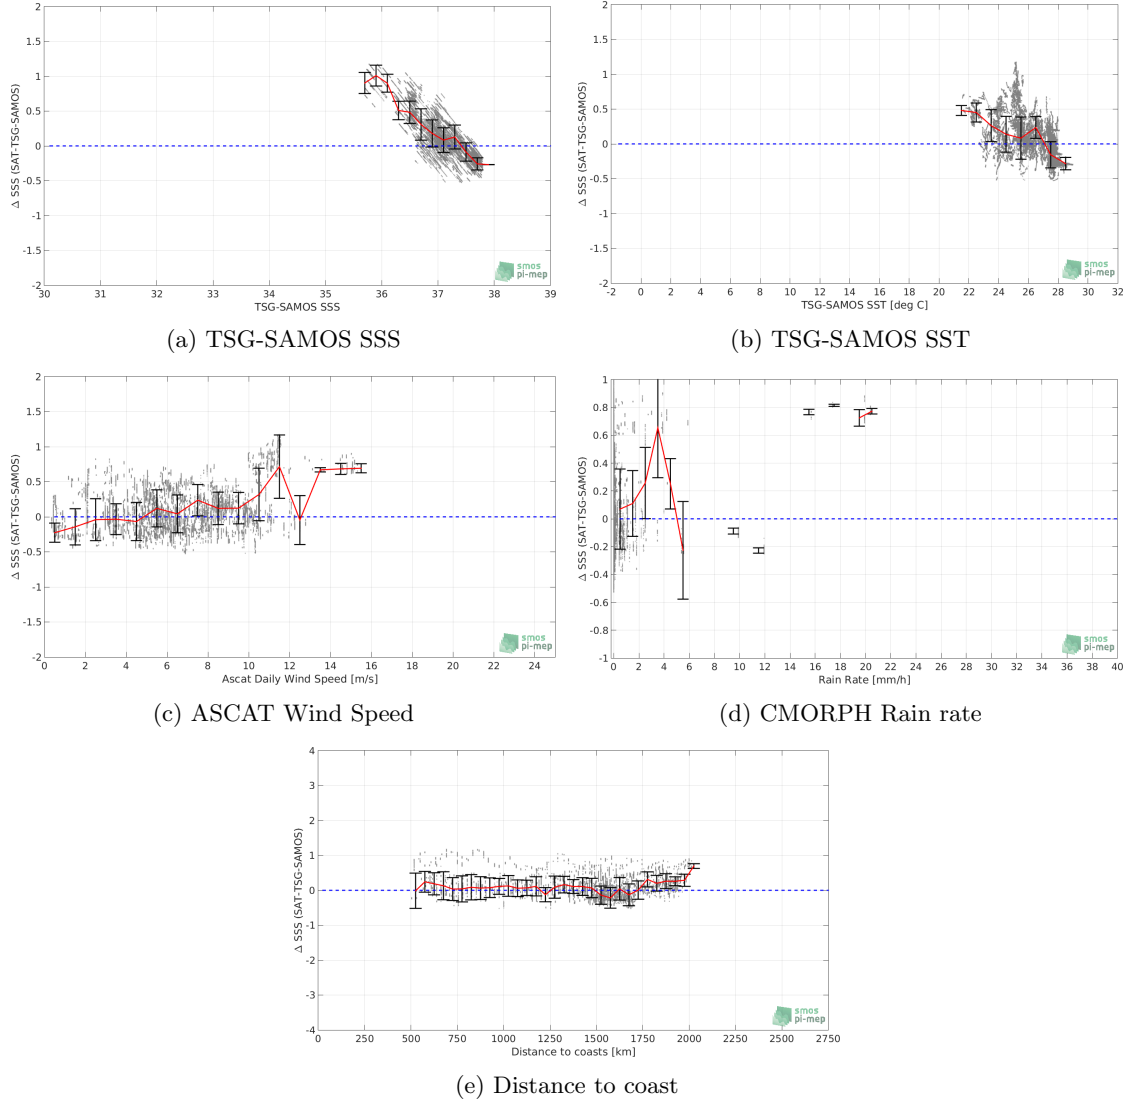 2
1.5
1
0.5
0
-0.5
-1
-1.5
-2
Δ SSS (SAT-TSG-SAMOS)
30 31 32 33 34 35 36 37 38 39
TSG-SAMOS SSS
smos
pi-mep
(a) TSG-SAMOS SSS
2
1.5
1
0.5
0
-0.5
-1
-1.5
-2
Δ SSS (SAT-TSG-SAMOS)
-2 0 2 4 6 8 10 12 14 16 18 20 22 24 26 28 30 32
TSG-SAMOS SST [deg C]
smos
pi-mep
(b) TSG-SAMOS SST
2
1.5
1
0.5
0
-0.5
-1
-1.5
-2
Δ SSS (SAT-TSG-SAMOS)
0 2 4 6 8 10 12 14 16 18 20 22 24
Ascat Daily Wind Speed [m/s]
smos
pi-mep
(c) ASCAT Wind Speed
1
0.8
0.6
0.4
0.2
0
-0.2
-0.4
-0.6
-0.8
-1
Δ SSS (SAT-TSG-SAMOS)
0 2 4 6 8 10 12 14 16 18 20 22 24 26 28 30 32 34 36 38 40
Rain Rate [mm/h]
smos
pi-mep
(d) CMORPH Rain rate
4
3
2
1
0
-1
-2
-3
-4
Δ SSS (SAT-TSG-SAMOS)
0 250 500 750 1000 1250 1500 1750 2000 2250 2500 2750
Distance to coasts [km]
smos
pi-mep
(e) Distance to coast